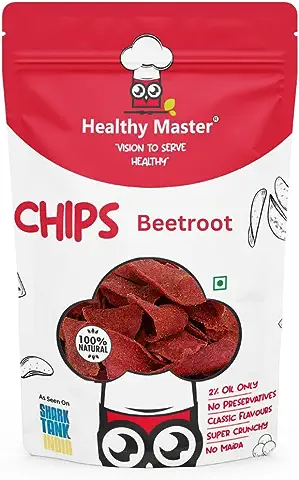 Healthy Master®
"VISION TO SERVE
HEALTHY"
CHIPS Beetroot
100%
NATURAL
2% OIL ONLY
NO PRESERVATIVES
CLASSIC FLAVOURS
SUPER CRUNCHY
NO MAIDA
As Seen On
SHARK
TANK
INDIA